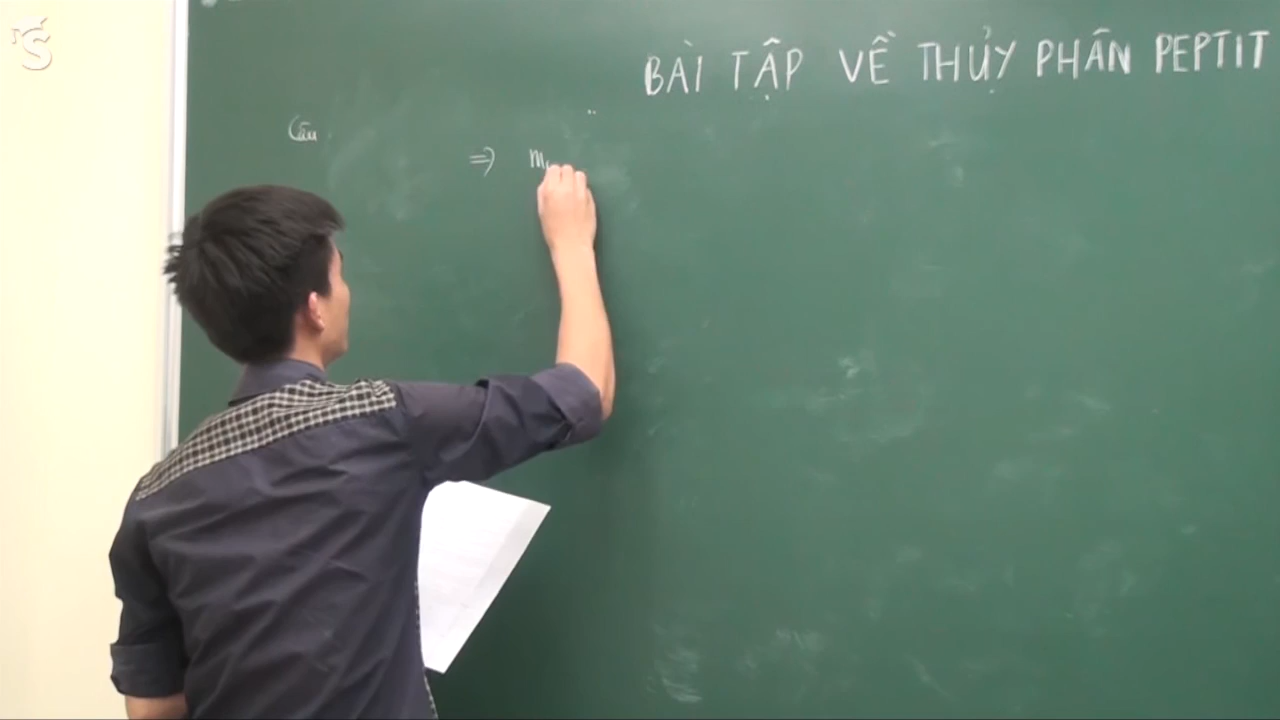 BÀI TẬP VỀ THỦY PHÂN PEPTIT
Câu
⇒ m